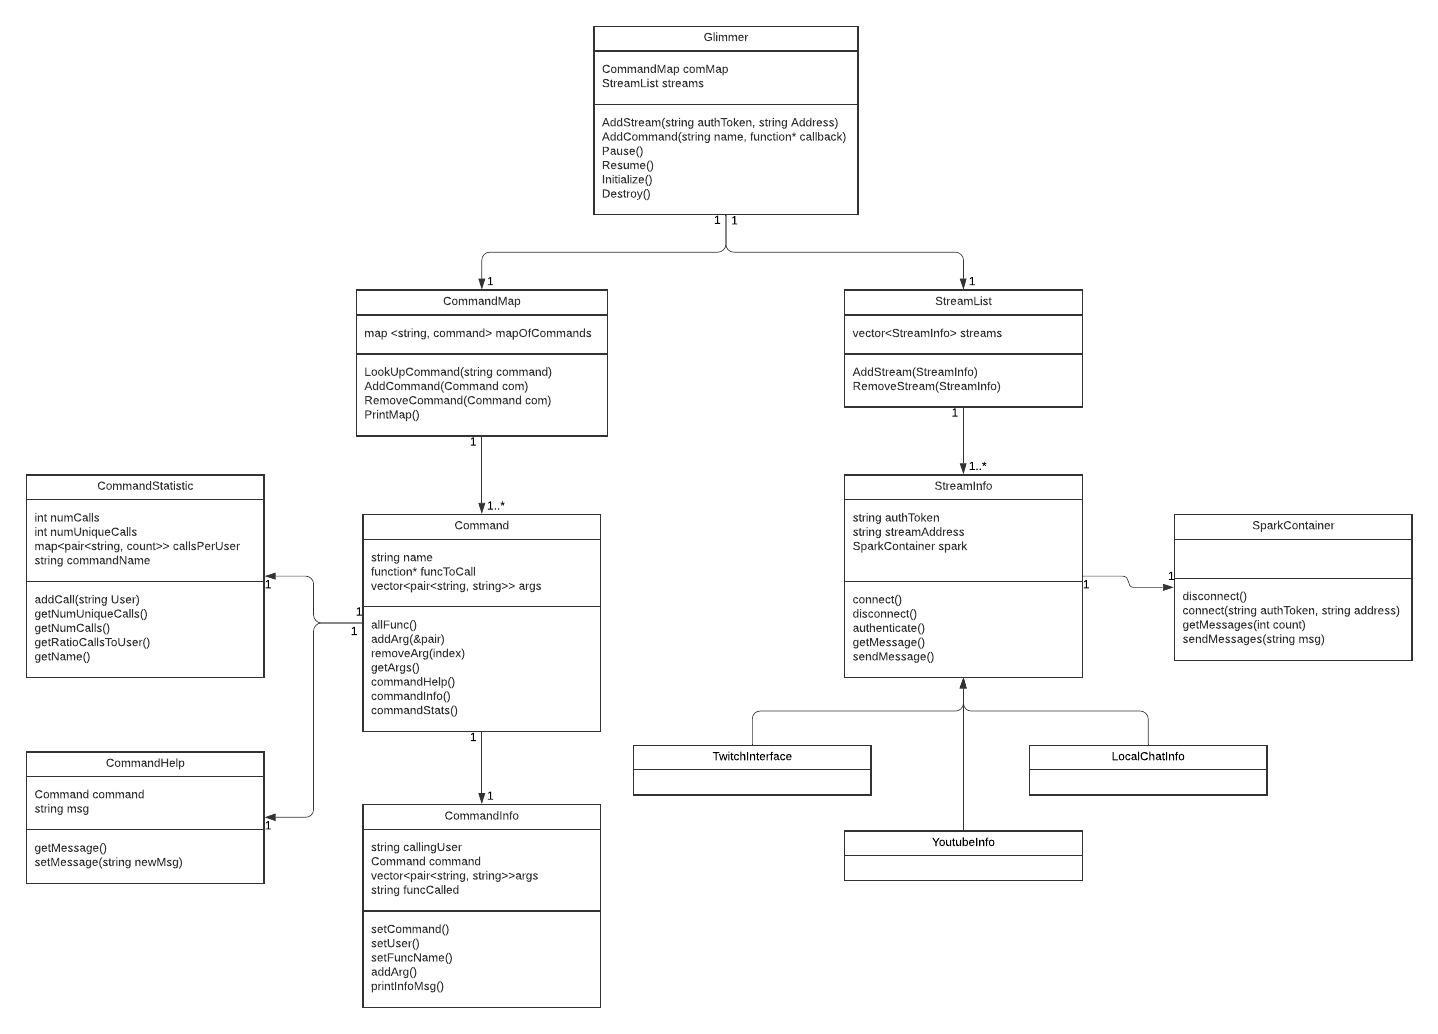 Glimmer
CommandMap comMap
StreamList streams
AddStream(string authToken, string Address)
AddCommand(string name, function* callback)
Pause()
Resume()
Initialize()
Destroy()
1 1
1
1
CommandMap
map <string, command> mapOfCommands
LookUpCommand(string command)
AddCommand(Command com)
RemoveCommand(Command com)
PrintMap()
1
StreamList
vector<StreamInfo> streams
AddStream(StreamInfo)
RemoveStream(StreamInfo)
1
1..*
1..*
CommandStatistic
int numCalls
int numUniqueCalls
map<pair<string, count>> callsPerUser
string commandName
addCall(string User)
getNumUniqueCalls()
getNumCalls()
getRatioCallsToUser()
getName()
1
Command
string name
function* funcToCall
vector<pair<string, string>> args
allFunc()
addArg(&pair)
removeArg(index)
getArgs()
commandHelp()
commandInfo()
commandStats()
1
1
1
StreamInfo
string authToken
string streamAddress
SparkContainer spark
connect()
disconnect()
authenticate()
getMessage()
sendMessage()
1
1
SparkContainer
disconnect()
connect(string authToken, string address)
getMessages(int count)
sendMessages(string msg)
CommandHelp
Command command
string msg
getMessage()
setMessage(string newMsg)
1
1
CommandInfo
string callingUser
Command command
vector<pair<string, string>>args
string funcCalled
setCommand()
setUser()
setFuncName()
addArg()
printInfoMsg()
TwitchInterface
LocalChatInfo
YoutubeInfo